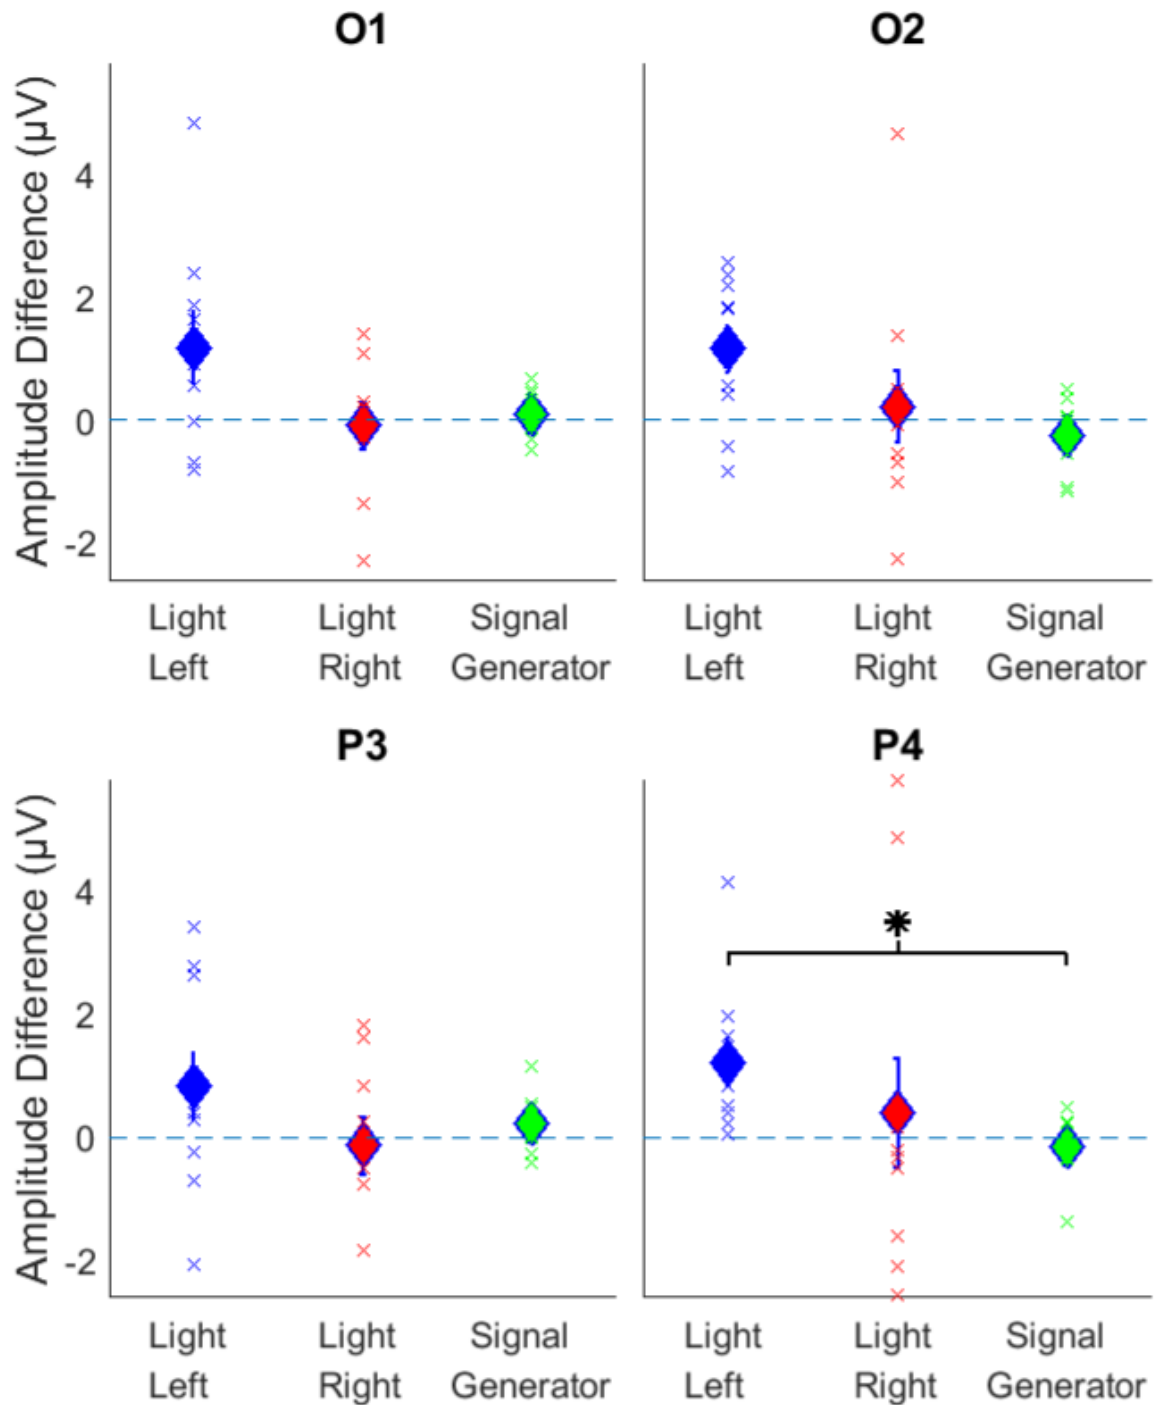 O1
O2
Amplitude Difference (µV)
4
2
0
-2
Light Light Signal
Left Right Generator
Light Light Signal
Left Right Generator
P3
P4
Amplitude Difference (µV)
4
2
0
-2
*
Light Light Signal
Left Right Generator
Light Light Signal
Left Right Generator